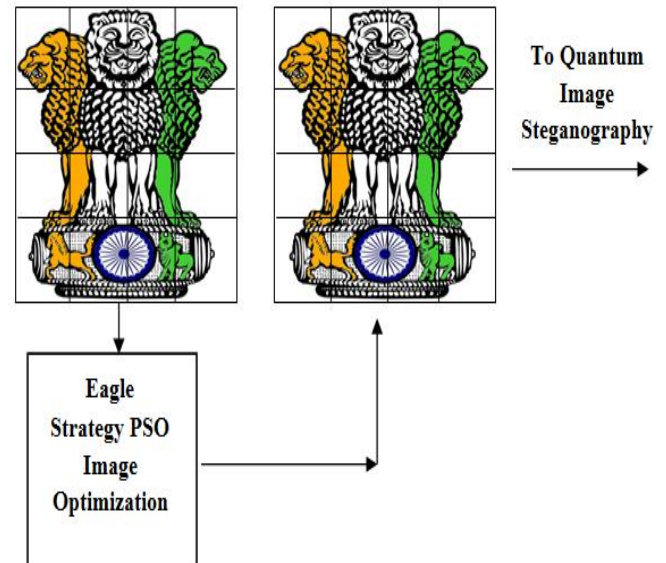 To Quantum
Image
Steganography
Eagle
Strategy PSO
Image
Optimization